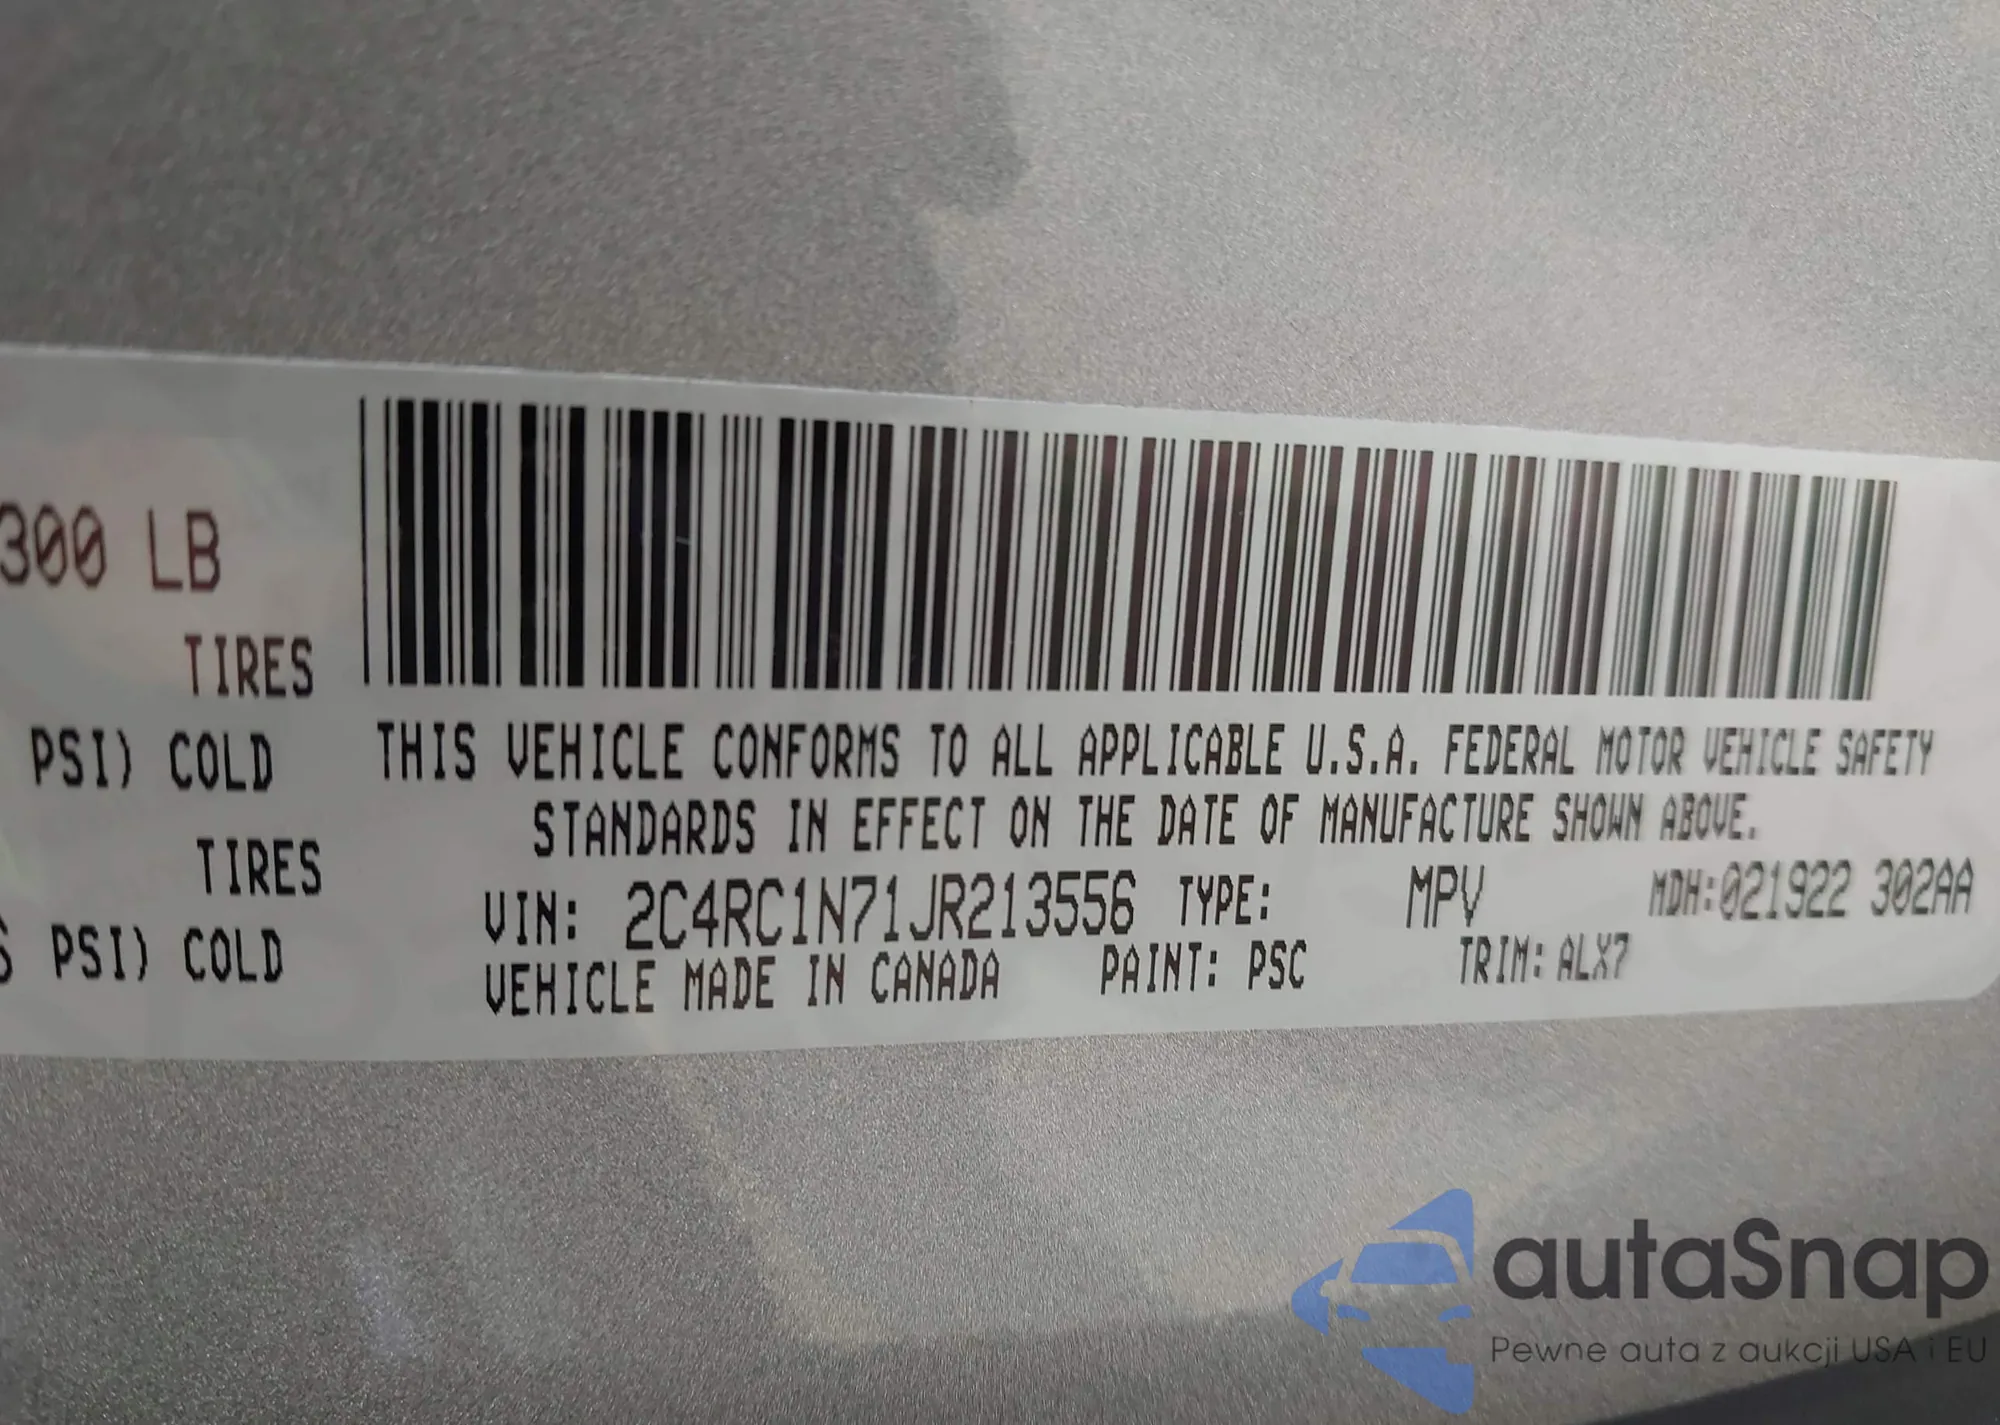 300 LB
TIRES
PSI) COLD
TIRES
PSI) COLD
THIS VEHICLE CONFORMS TO ALL APPLICABLE U.S.A. FEDERAL MOTOR VEHICLE SAFETY
STANDARDS IN EFFECT ON THE DATE OF MANUFACTURE SHOWN ABOVE.
VIN: 2C4RC1N71JR213556 TYPE: MPV MDH:021922 302AA
VEHICLE MADE IN CANADA PAINT: PSC TRIM: ALX7
autaSnap
Pewne auta z aukcji USA i EU